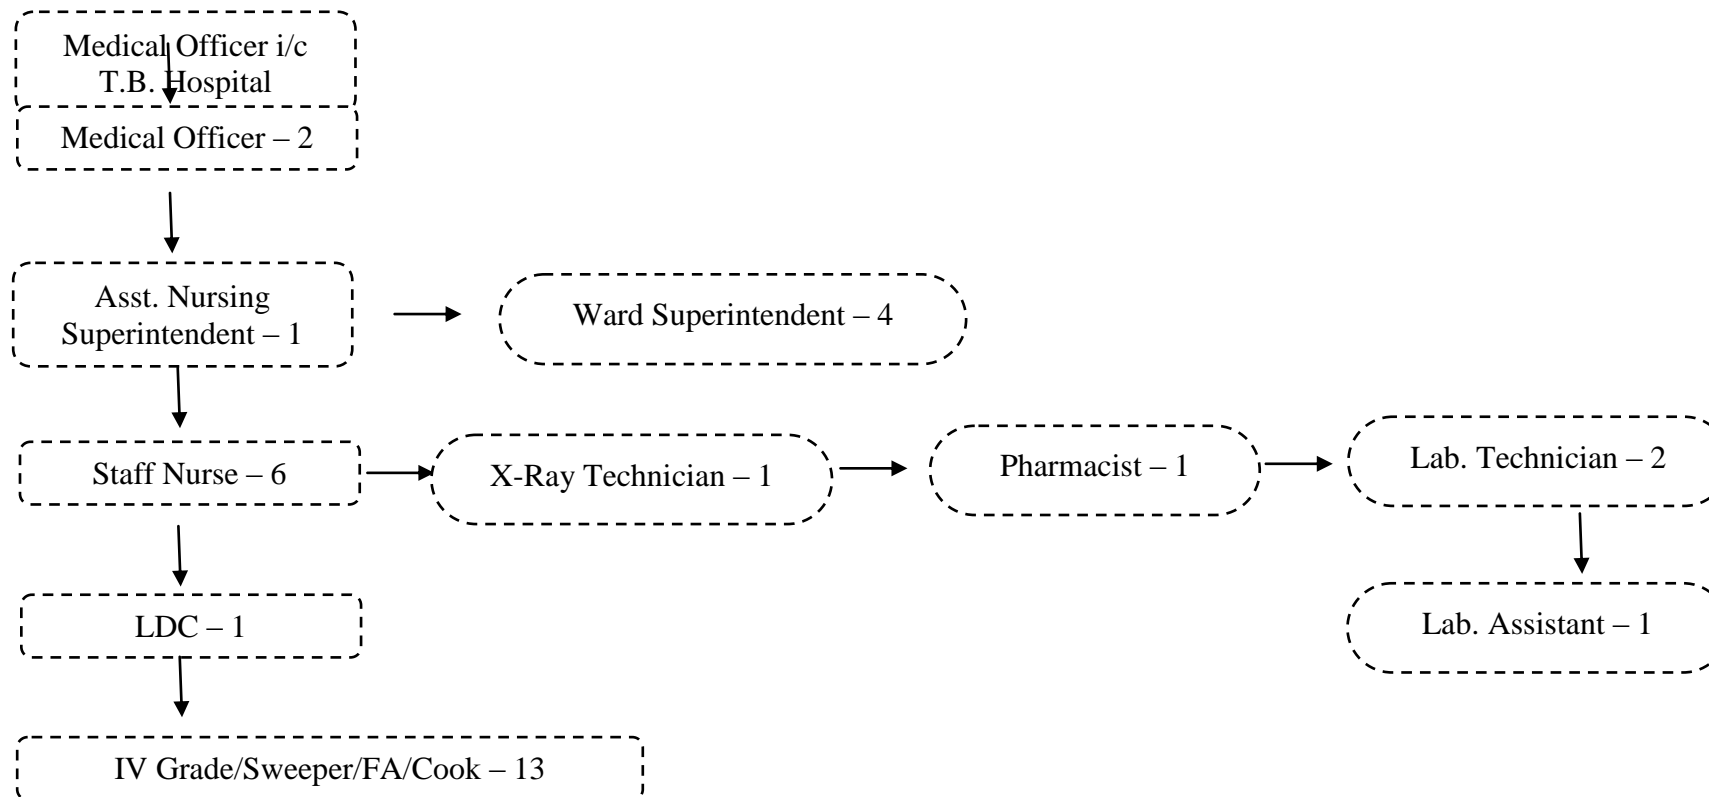 Medical Officer i/c
T.B. Hospital
Medical Officer – 2
Asst. Nursing
Superintendent – 1
Ward Superintendent – 4
Staff Nurse – 6
X-Ray Technician – 1
Pharmacist – 1
Lab. Technician – 2
LDC – 1
Lab. Assistant – 1
IV Grade/Sweeper/FA/Cook – 13